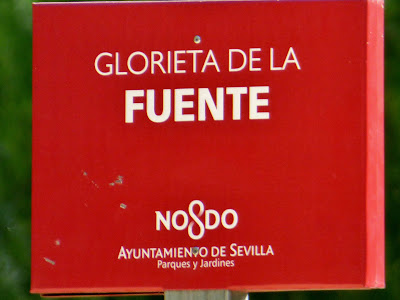 GLORIETA DE LA
FUENTE
NO8DO
AYUNTAMIENTO DE SEVILLA
Parques y Jardines